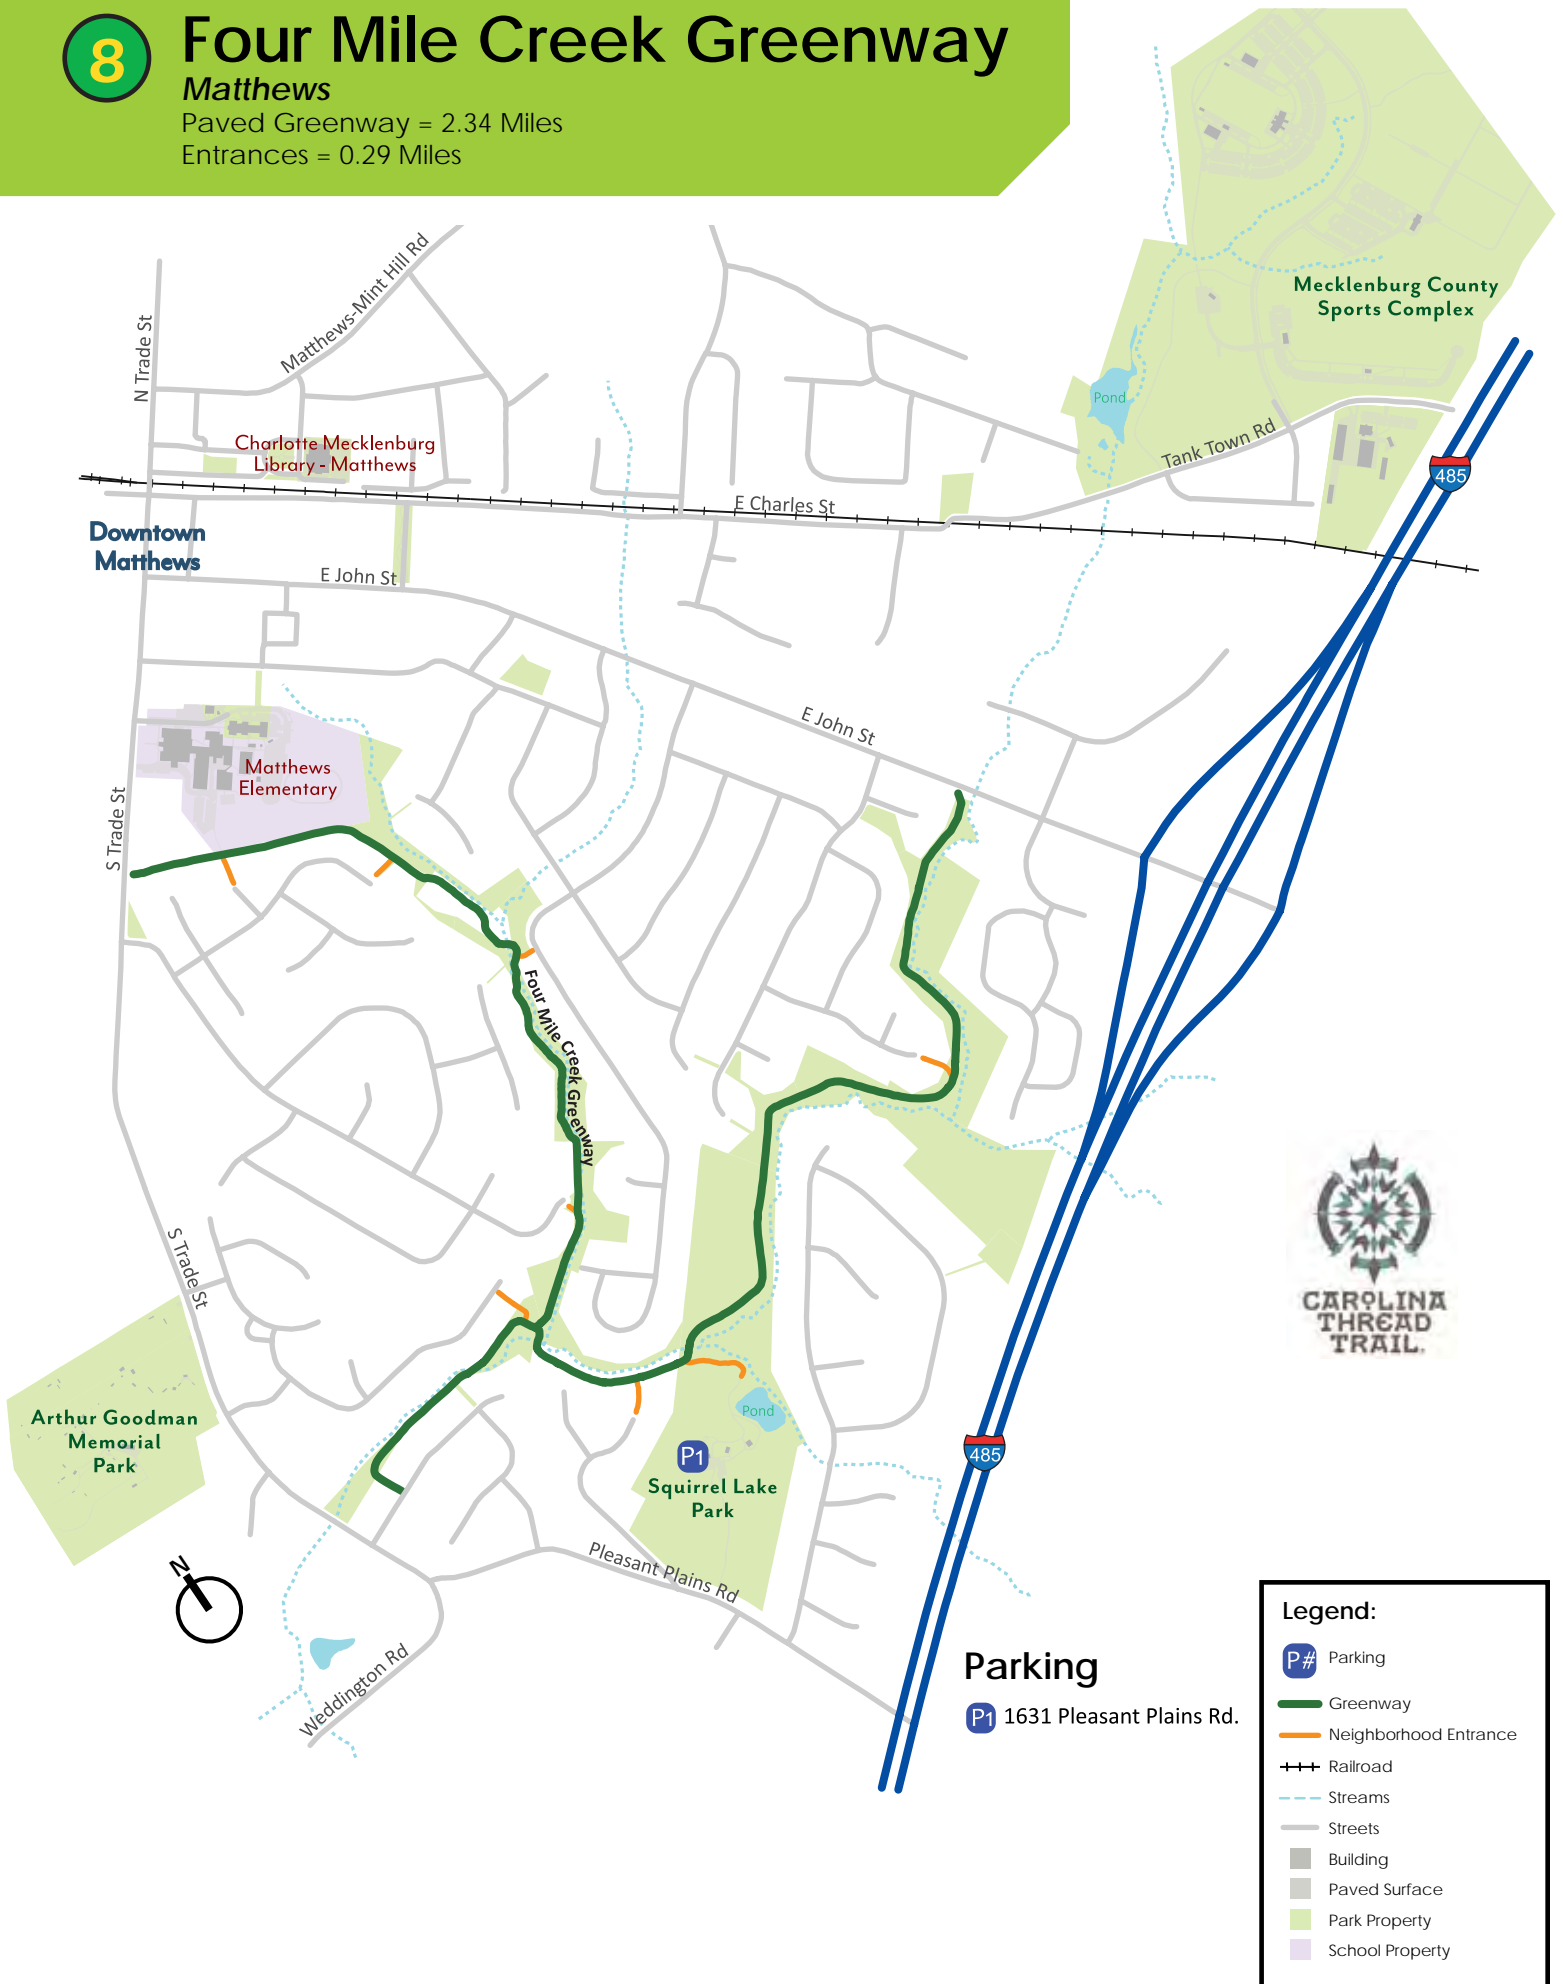 8
Four Mile Creek Greenway
Matthews
Paved Greenway = 2.34 Miles
Entrances = 0.29 Miles
Matthews-Mint Hill Rd
N Trade St
Mecklenburg County
Sports Complex
Pond
Tank Town Rd
Charlotte Mecklenburg
Library - Matthews
485
E Charles St
Downtown
Matthews
E John St
E John St
Matthews
Elementary
S Trade St
Four Mile Creek Greenway
S Trade St
CAROLINA
THREAD
TRAIL.
Arthur Goodman
Memorial
Park
Pond
P1
485
Squirrel Lake
Park
Pleasant Plains Rd
N
Weddington Rd
Parking
P1 1631 Pleasant Plains Rd.
Legend:
P# Parking
Greenway
Neighborhood Entrance
Railroad
Streams
Streets
Building
Paved Surface
Park Property
School Property